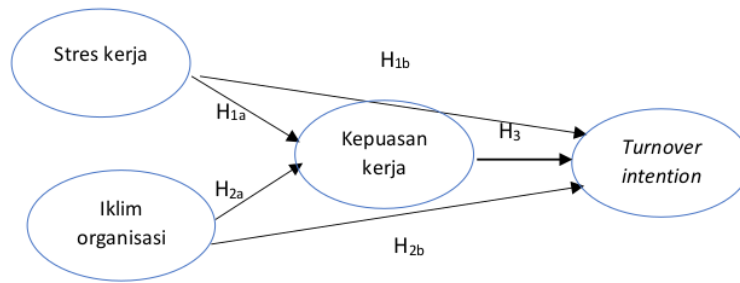 Stres kerja
H1b
H1a
H3
Kepuasan
kerja
Turnover
intention
H2a
Iklim
organisasi
H2b